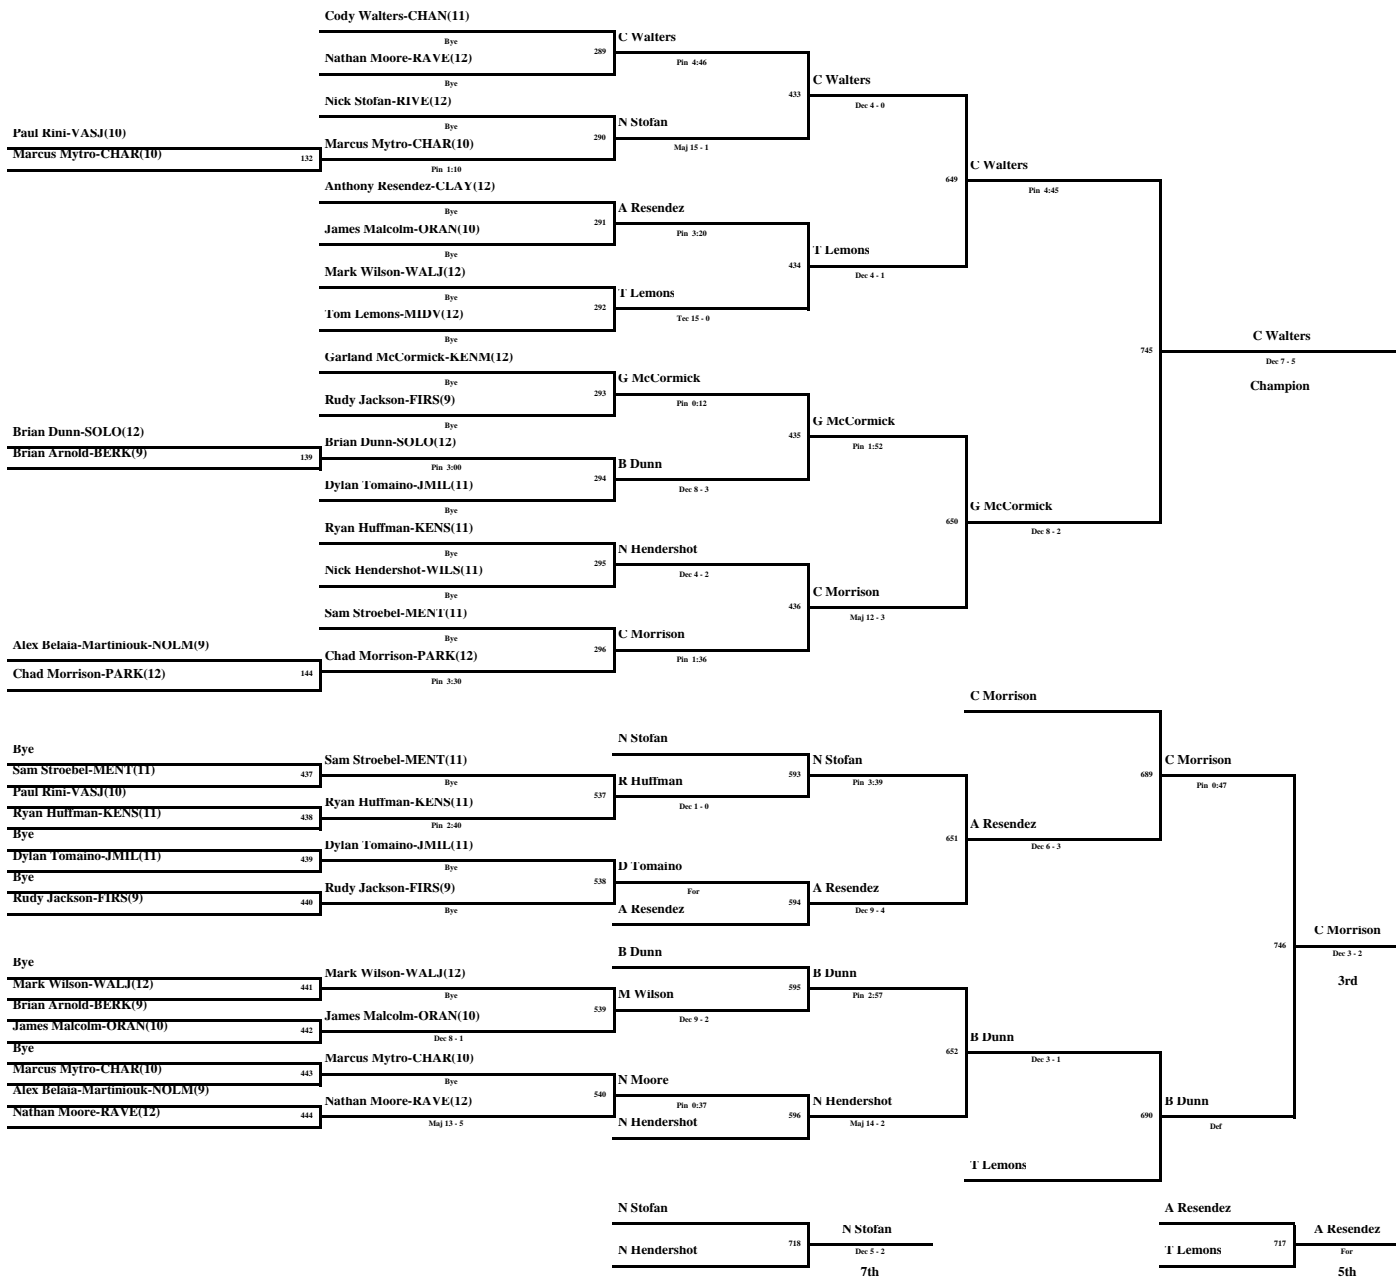 Cody Walters-CHAN(11)
Bye
289
C Walters
Nathan Moore-RAVE(12)
Pin 4:46
Bye
C Walters
Nick Stofan-RIVE(12)
433
Dec 4 - 0
Bye
N Stofan
Paul Rini-VASJ(10)
290
Marcus Mytro-CHAR(10)
Maj 15 - 1
Marcus Mytro-CHAR(10)
132
Pin 1:10
C Walters
649
Anthony Resendez-CLAY(12)
Pin 4:45
Bye
A Resendez
291
James Malcolm-ORAN(10)
Pin 3:20
Bye
T Lemons
Mark Wilson-WALJ(12)
434
Dec 4 - 1
Bye
T Lemons
292
Tom Lemons-MIDV(12)
Tec 15 - 0
Bye
C Walters
745
Garland McCormick-KENM(12)
Dec 7 - 5
Bye
G McCormick
Champion
293
Rudy Jackson-FIRS(9)
Pin 0:12
Bye
G McCormick
Brian Dunn-SOLO(12)
Brian Dunn-SOLO(12)
435
Pin 1:52
Brian Arnold-BERK(9)
139
Pin 3:00
B Dunn
294
Dylan Tomaino-JMIL(11)
Dec 8 - 3
Bye
G McCormick
650
Ryan Huffman-KENS(11)
Dec 8 - 2
Bye
N Hendershot
295
Nick Hendershot-WILS(11)
Dec 4 - 2
Bye
C Morrison
Sam Stroebel-MENT(11)
436
Maj 12 - 3
Bye
C Morrison
Alex Belaia-Martiniouk-NOLM(9)
296
Chad Morrison-PARK(12)
Pin 1:36
Chad Morrison-PARK(12)
144
Pin 3:30
C Morrison
N Stofan
Bye
Sam Stroebel-MENT(11)
N Stofan
C Morrison
Sam Stroebel-MENT(11)
437
Bye
593
Pin 3:39
689
Pin 0:47
Paul Rini-VASJ(10)
537
R Huffman
Ryan Huffman-KENS(11)
Dec 1 - 0
Ryan Huffman-KENS(11)
438
Pin 2:40
A Resendez
Bye
651
Dylan Tomaino-JMIL(11)
Dec 6 - 3
Dylan Tomaino-JMIL(11)
439
Bye
D Tomaino
Bye
538
Rudy Jackson-FIRS(9)
For
A Resendez
Rudy Jackson-FIRS(9)
440
Bye
A Resendez
594
Dec 9 - 4
C Morrison
746
B Dunn
Dec 3 - 2
Bye
Mark Wilson-WALJ(12)
B Dunn
3rd
Mark Wilson-WALJ(12)
441
Bye
595
Pin 2:57
Brian Arnold-BERK(9)
539
M Wilson
James Malcolm-ORAN(10)
Dec 9 - 2
James Malcolm-ORAN(10)
442
Dec 8 - 1
B Dunn
Bye
652
Marcus Mytro-CHAR(10)
Dec 3 - 1
Marcus Mytro-CHAR(10)
443
Bye
N Moore
Alex Belaia-Martiniouk-NOLM(9)
540
Nathan Moore-RAVE(12)
Pin 0:37
N Hendershot
B Dunn
Nathan Moore-RAVE(12)
444
Maj 13 - 5
N Hendershot
596
Maj 14 - 2
690
Def
T Lemons
N Stofan
A Resendez
N Stofan
A Resendez
718
Dec 5 - 2
717
For
N Hendershot
T Lemons
7th
5th